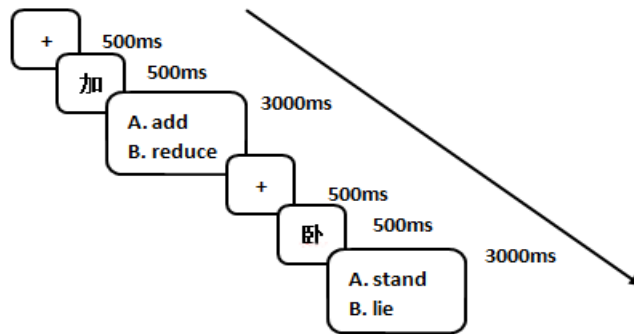 +
500ms
加
500ms
A. add
B. reduce
3000ms
+
500ms
卧
500ms
A. stand
B. lie
3000ms